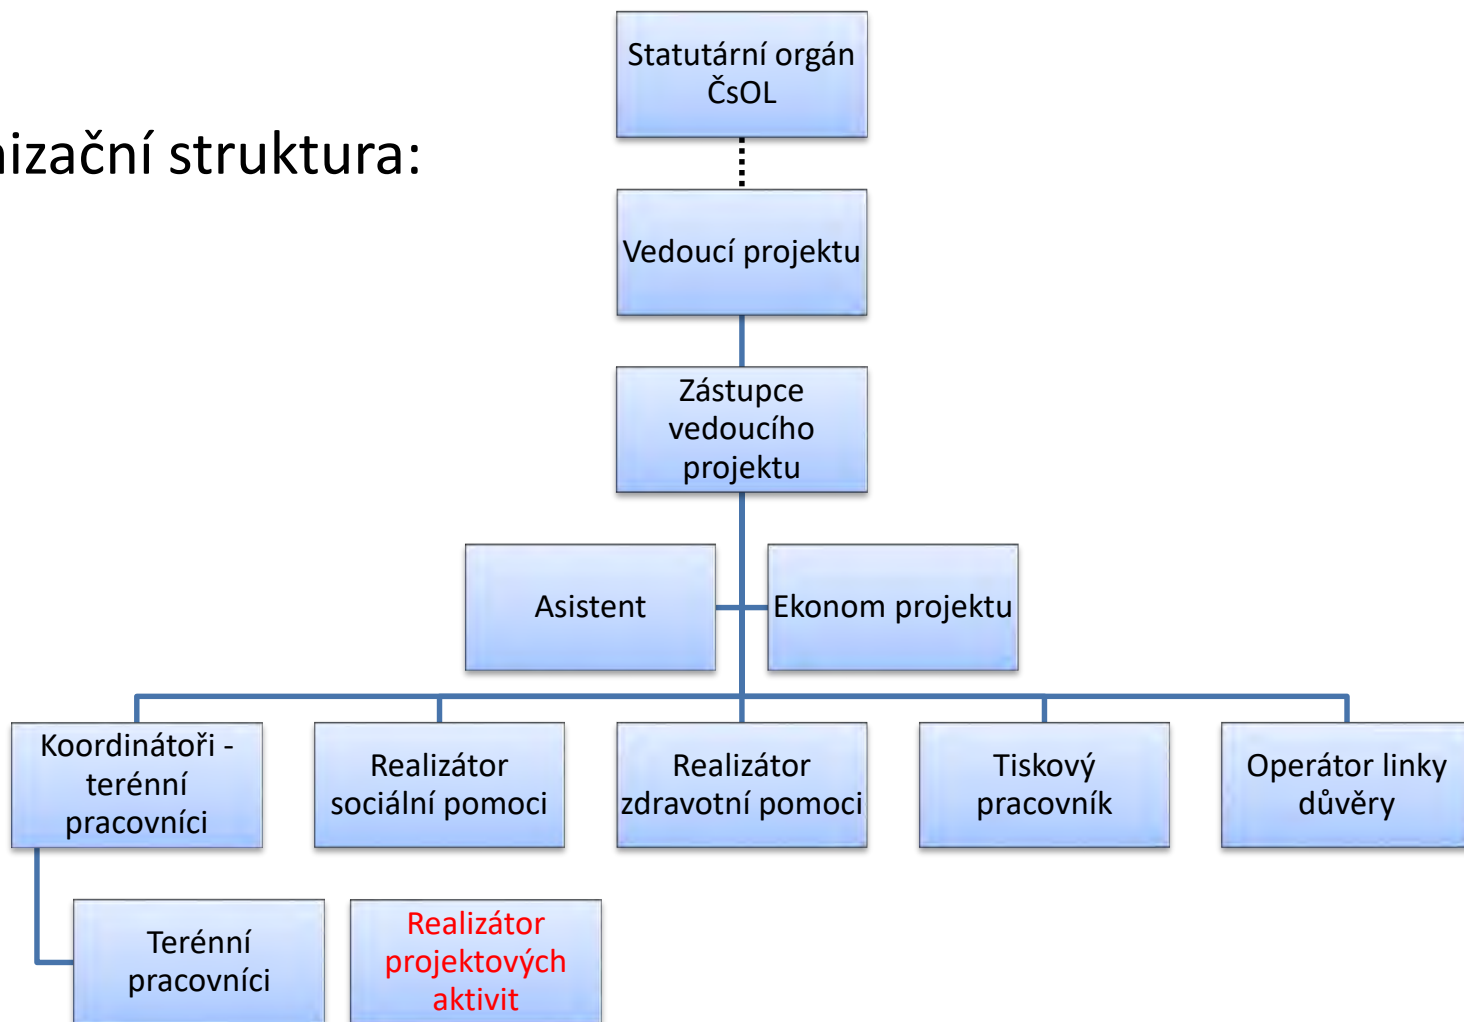 Statutární orgán
ČsOL
nizační struktura:
Vedoucí projektu
Zástupce
vedoucího
projektu
Asistent
Ekonom projektu
Koordinátoři -
terénní
pracovníci
Realizátor
sociální pomoci
Realizátor
zdravotní pomoci
Tiskový
pracovník
Operátor linky
důvěry
Terénní
pracovníci
Realizátor
projektových
aktivit